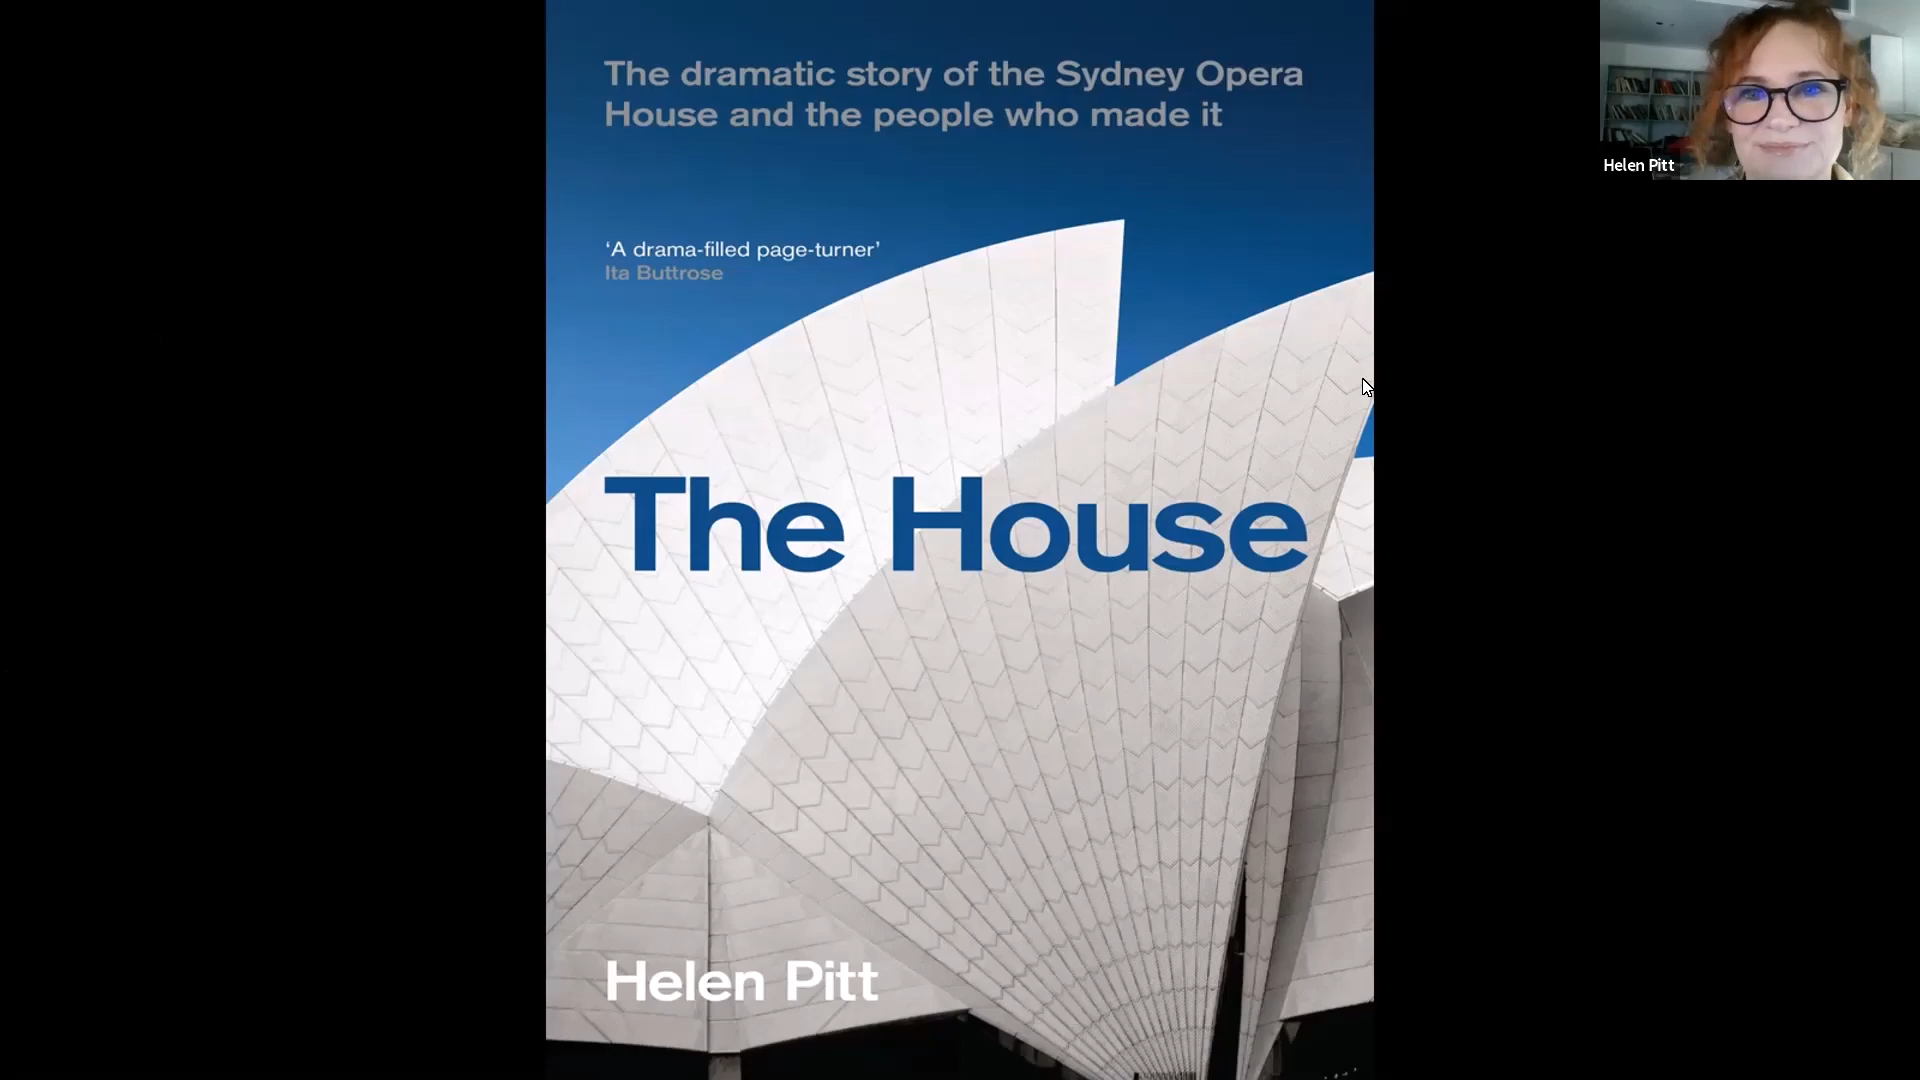 The dramatic story of the Sydney Opera
House and the people who made it
‘A drama-filled page-turner’
Ita Buttrose
The House
Helen Pitt
Helen Pitt